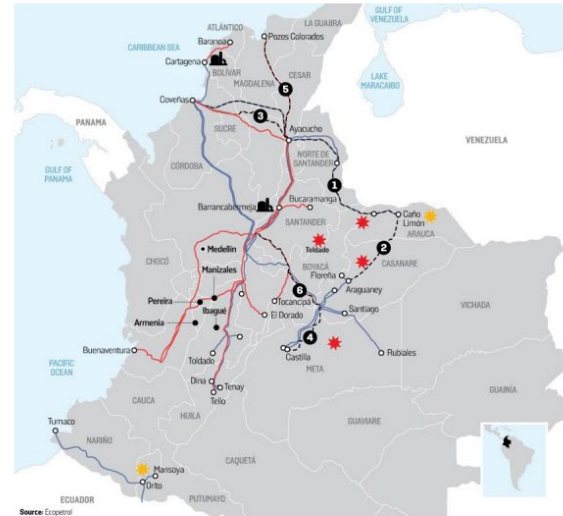 GULF OF
VENEZUELA
LA GUAJIRA
ATLÁNTICO
Baranoa
Pozos Colorados
CARIBBEAN SEA
Cartagena
BOLÍVAR
MAGDALENA
CESAR
LAKE
MARACAIBO
5
Coveñas
PANAMA
SUCRE
3
Ayacucho
VENEZUELA
NORTE DE
SANTANDER
GULF OF
PANAMA
CÓRDOBA
1
Barrancabermeja
Bucaramanga
SANTANDER
Caño
Limón
ARAUCA
Toldado
2
Medellín
CASANARE
BOYACÁ
CHOCÓ
Manizales
Floreña
Araguaney
VICHADA
6
Pereira
Ibagué
Tocancipa
Santiago
Armenia
El Dorado
4
Buenaventura
Toldado
Castilla
Rubiales
META
PACIFIC
OCEAN
Dina
Tenay
GUAINÍA
CAUCA
Tello
HUILA
GUAVIARE
Tumaco
NARIÑO
CAQUETÁ
Mansoya
Orito
ECUADOR
PUTUMAYO
Source: Ecopetrol